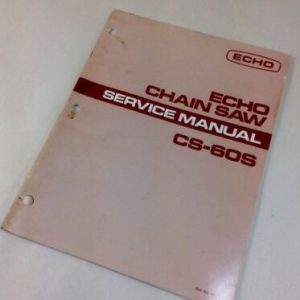 ECHO
ECHO
CHAIN SAW
SERVICE MANUAL
CS-60S